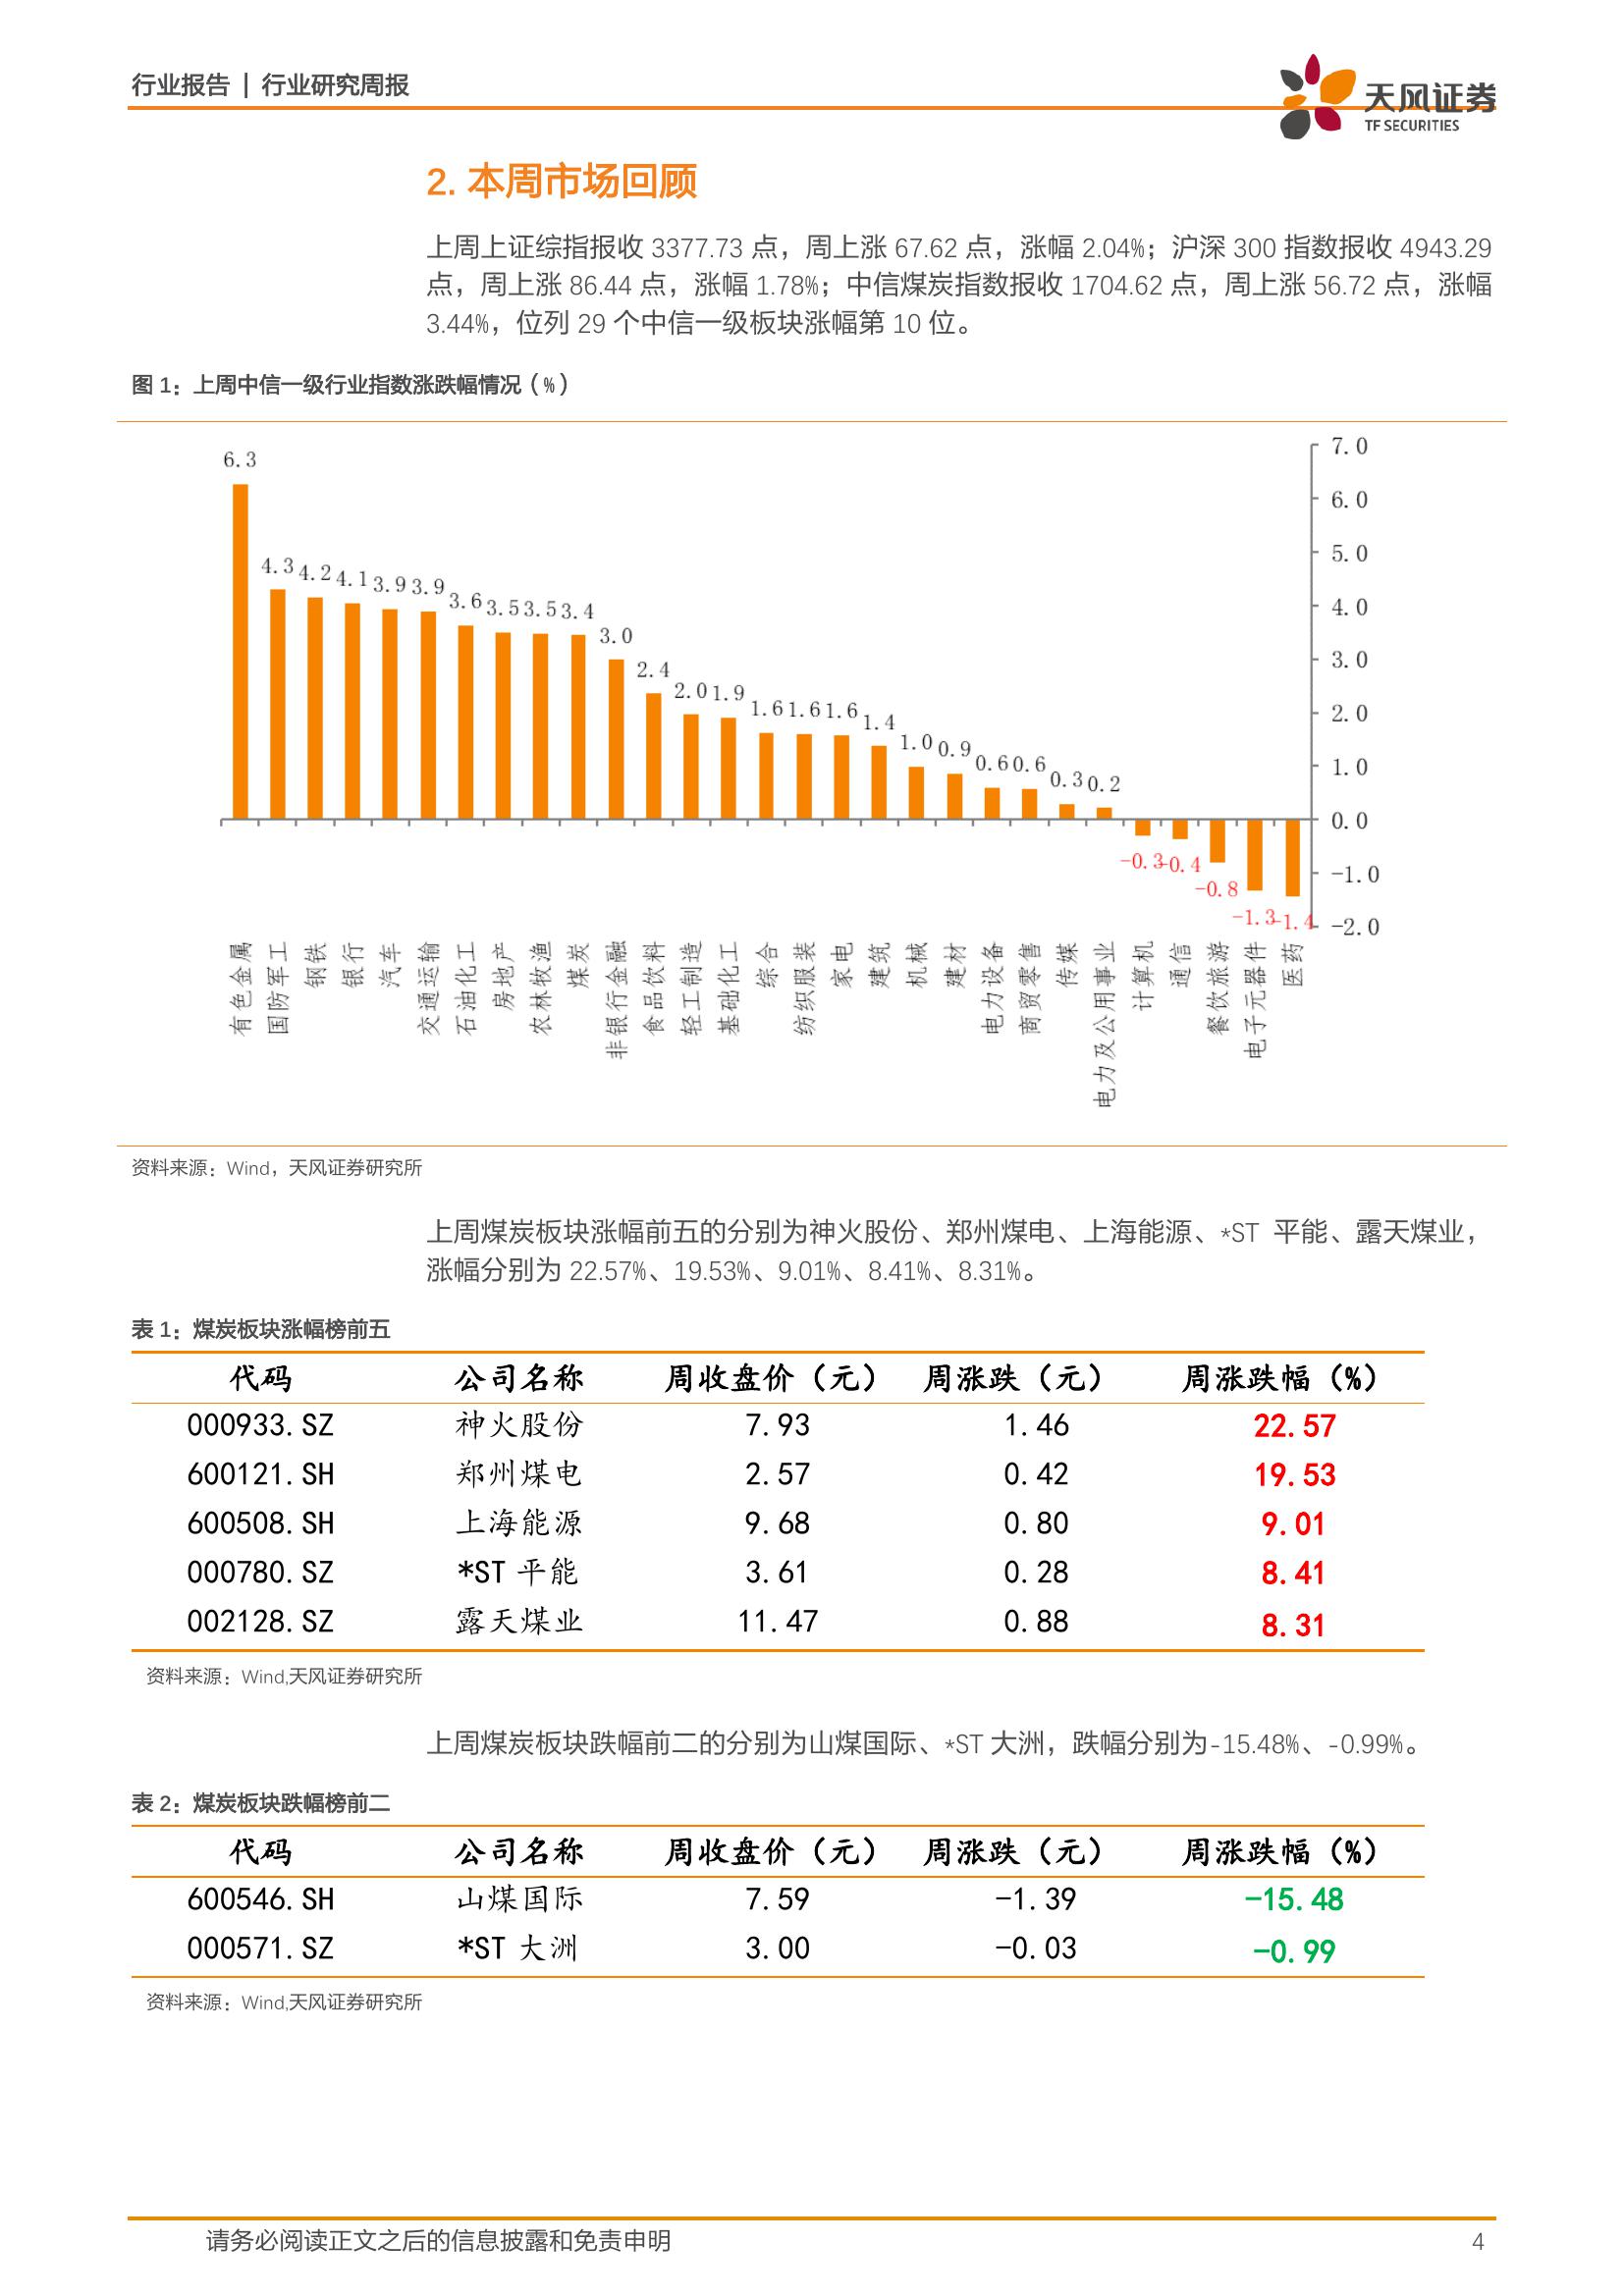 行业报告 | 行业研究周报
天风证券
TF SECURITIES
2. 本周市场回顾
上周上证综指报收 3377.73 点，周上涨 67.62 点，涨幅 2.04%；沪深 300 指数报收 4943.29
点，周上涨 86.44 点，涨幅 1.78%；中信煤炭指数报收 1704.62 点，周上涨 56.72 点，涨幅
3.44%，位列 29 个中信一级板块涨幅第 10 位。
图 1：上周中信一级行业指数涨跌幅情况（%）
6.3 4.3 4.2 4.1 3.9 3.9 3.6 3.5 3.5 3.4 3.0 2.4 2.0 1.9 1.6 1.6 1.6 1.4 1.0 0.9 0.6 0.6 0.3 0.2 -0.3 -0.4 -0.8 -1.3 -1.4
7.0
6.0
5.0
4.0
3.0
2.0
1.0
0.0
-1.0
-2.0
有色金属
国防军工
钢铁
银行
汽车
交通运输
石油化工
房地产
农林牧渔
煤炭
非银行金融
食品饮料
轻工制造
基础化工
综合
纺织服装
家电
建筑
机械
建材
电力设备
商贸零售
传媒
电力及公用事业
计算机
通信
餐饮旅游
电子元器件
医药
资料来源：Wind，天风证券研究所
上周煤炭板块涨幅前五的分别为神火股份、郑州煤电、上海能源、*ST 平能、露天煤业，
涨幅分别为 22.57%、19.53%、9.01%、8.41%、8.31%。
表 1：煤炭板块涨幅榜前五
代码 公司名称 周收盘价（元） 周涨跌（元） 周涨跌幅（%）
000933.SZ 神火股份 7.93 1.46 22.57
600121.SH 郑州煤电 2.57 0.42 19.53
600508.SH 上海能源 9.68 0.80 9.01
000780.SZ *ST 平能 3.61 0.28 8.41
002128.SZ 露天煤业 11.47 0.88 8.31
资料来源：Wind,天风证券研究所
上周煤炭板块跌幅前二的分别为山煤国际、*ST 大洲，跌幅分别为-15.48%、-0.99%。
表 2：煤炭板块跌幅榜前二
代码 公司名称 周收盘价（元） 周涨跌（元） 周涨跌幅（%）
600546.SH 山煤国际 7.59 -1.39 -15.48
000571.SZ *ST 大洲 3.00 -0.03 -0.99
资料来源：Wind,天风证券研究所
请务必阅读正文之后的信息披露和免责申明 4